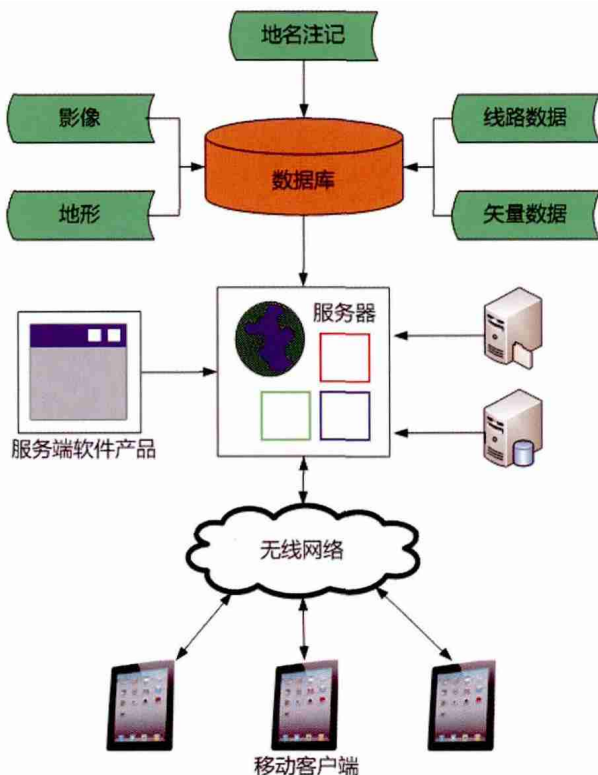 地名注记
影像
线路数据
数据库
地形
矢量数据
服务器
服务端软件产品
无线网络
移动客户端